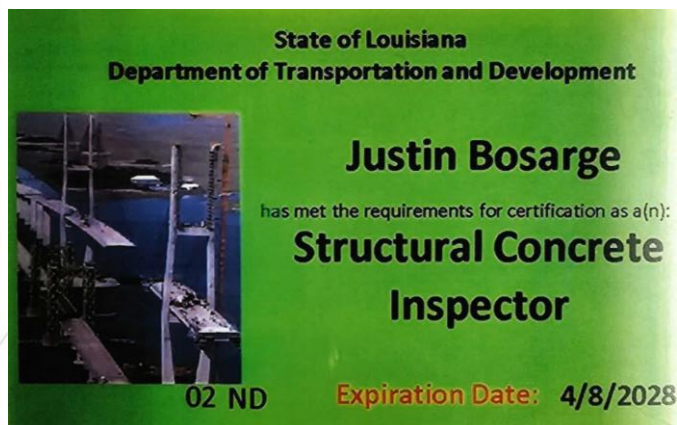 State of Louisiana
Department of Transportation and Development
Justin Bosarge
has met the requirements for certification as a(n):
Structural Concrete
Inspector
02 ND
Expiration Date: 4/8/2028